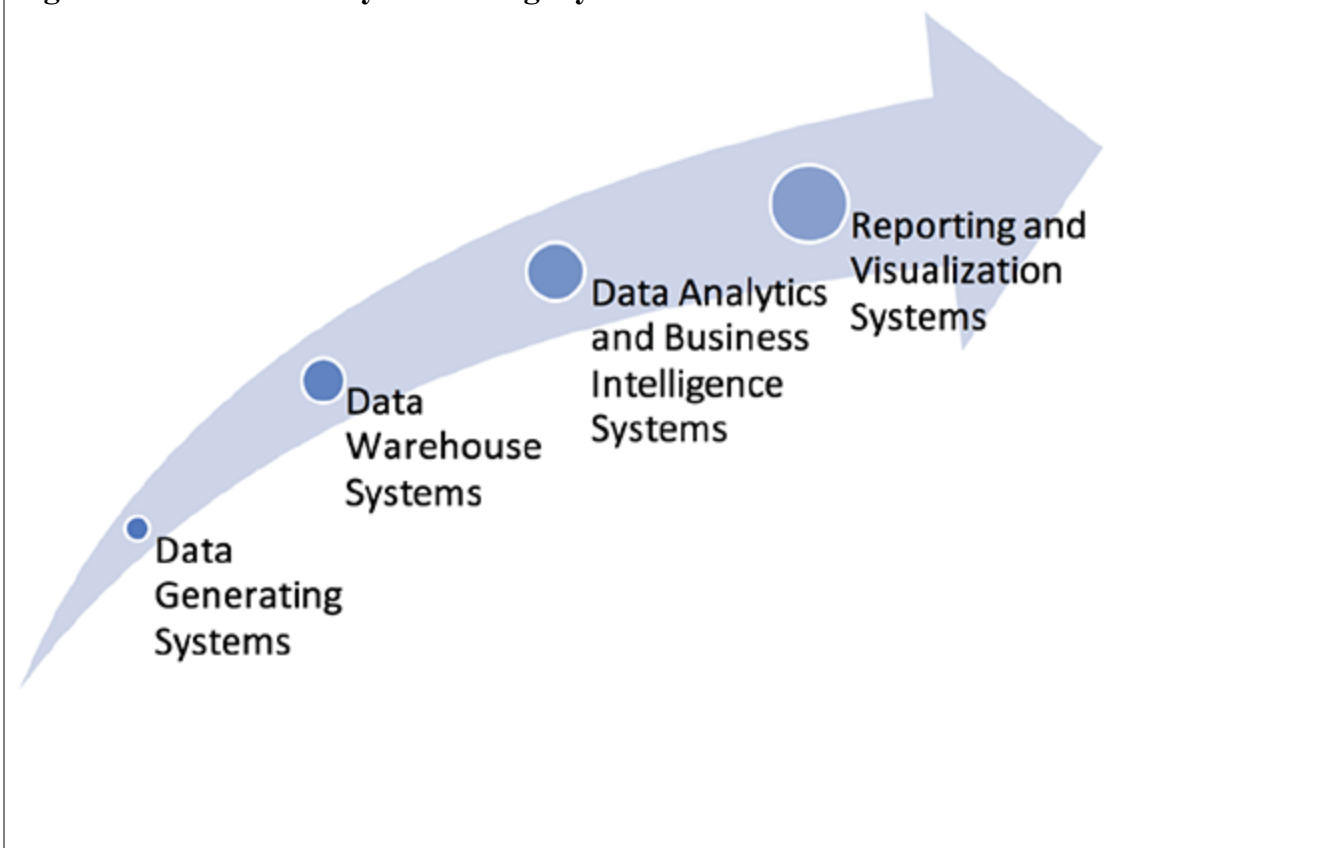 Data
Generating
Systems
Data
Warehouse
Systems
Data Analytics
and Business
Intelligence
Systems
Reporting and
Visualization
Systems